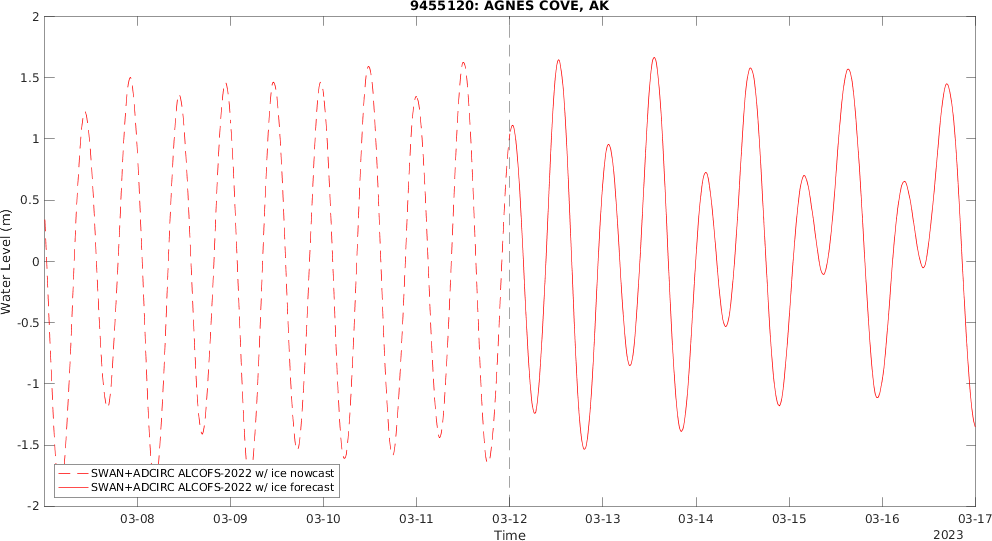 9455120: AGNES COVE, AK
2
1.5
1
0.5
0
-0.5
-1
-1.5
-2
Water Level (m)
SWAN+ADCIRC ALCOFS-2022 w/ ice nowcast
SWAN+ADCIRC ALCOFS-2022 w/ ice forecast
03-08 03-09 03-10 03-11 03-12 03-13 03-14 03-15 03-16 03-17
Time
2023